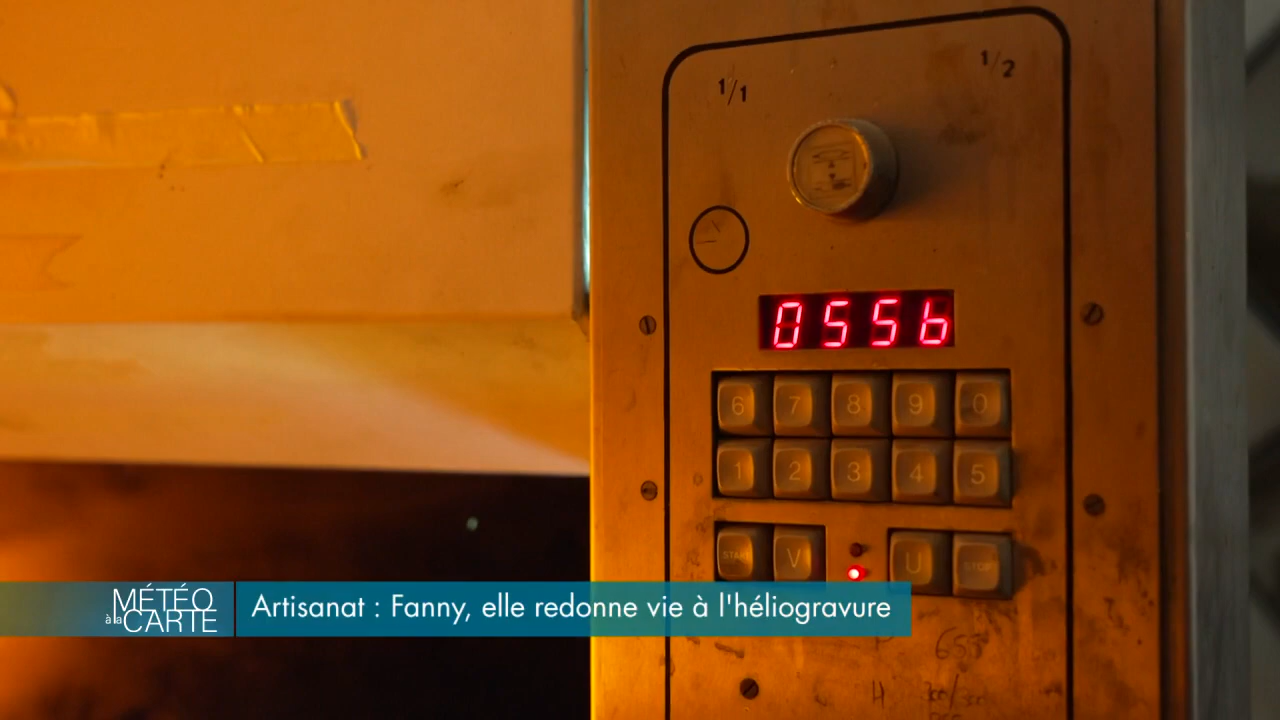 1/1
1/2
0556
6 7 8 9 0
1 2 3 4 5
START V U STOP
MÉTÉO
à la CARTE
Artisanat : Fanny, elle redonne vie à l'héliogravure
P
H